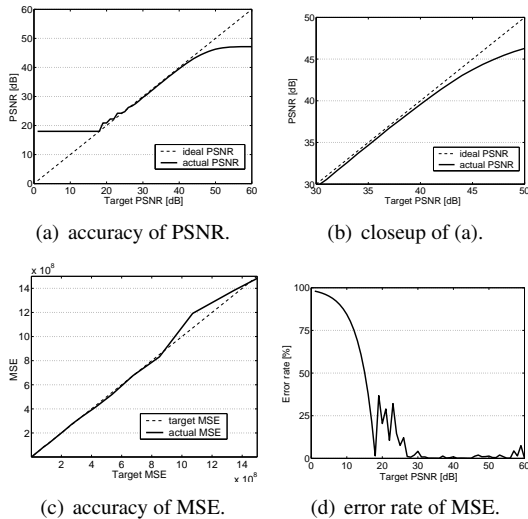 60
50
40
30
20
10
0
PSNR [dB]
ideal PSNR
actual PSNR
0 10 20 30 40 50 60
Target PSNR [dB]
(a) accuracy of PSNR.
50
45
40
35
30
PSNR [dB]
ideal PSNR
actual PSNR
30 35 40 45 50
Target PSNR [dB]
(b) closeup of (a).
x 10^8
14
12
10
8
6
4
2
MSE
target MSE
actual MSE
2 4 6 8 10 12 14
Target MSE
x 10^8
(c) accuracy of MSE.
100
75
50
25
0
Error rate [%]
0 10 20 30 40 50 60
Target PSNR [dB]
(d) error rate of MSE.